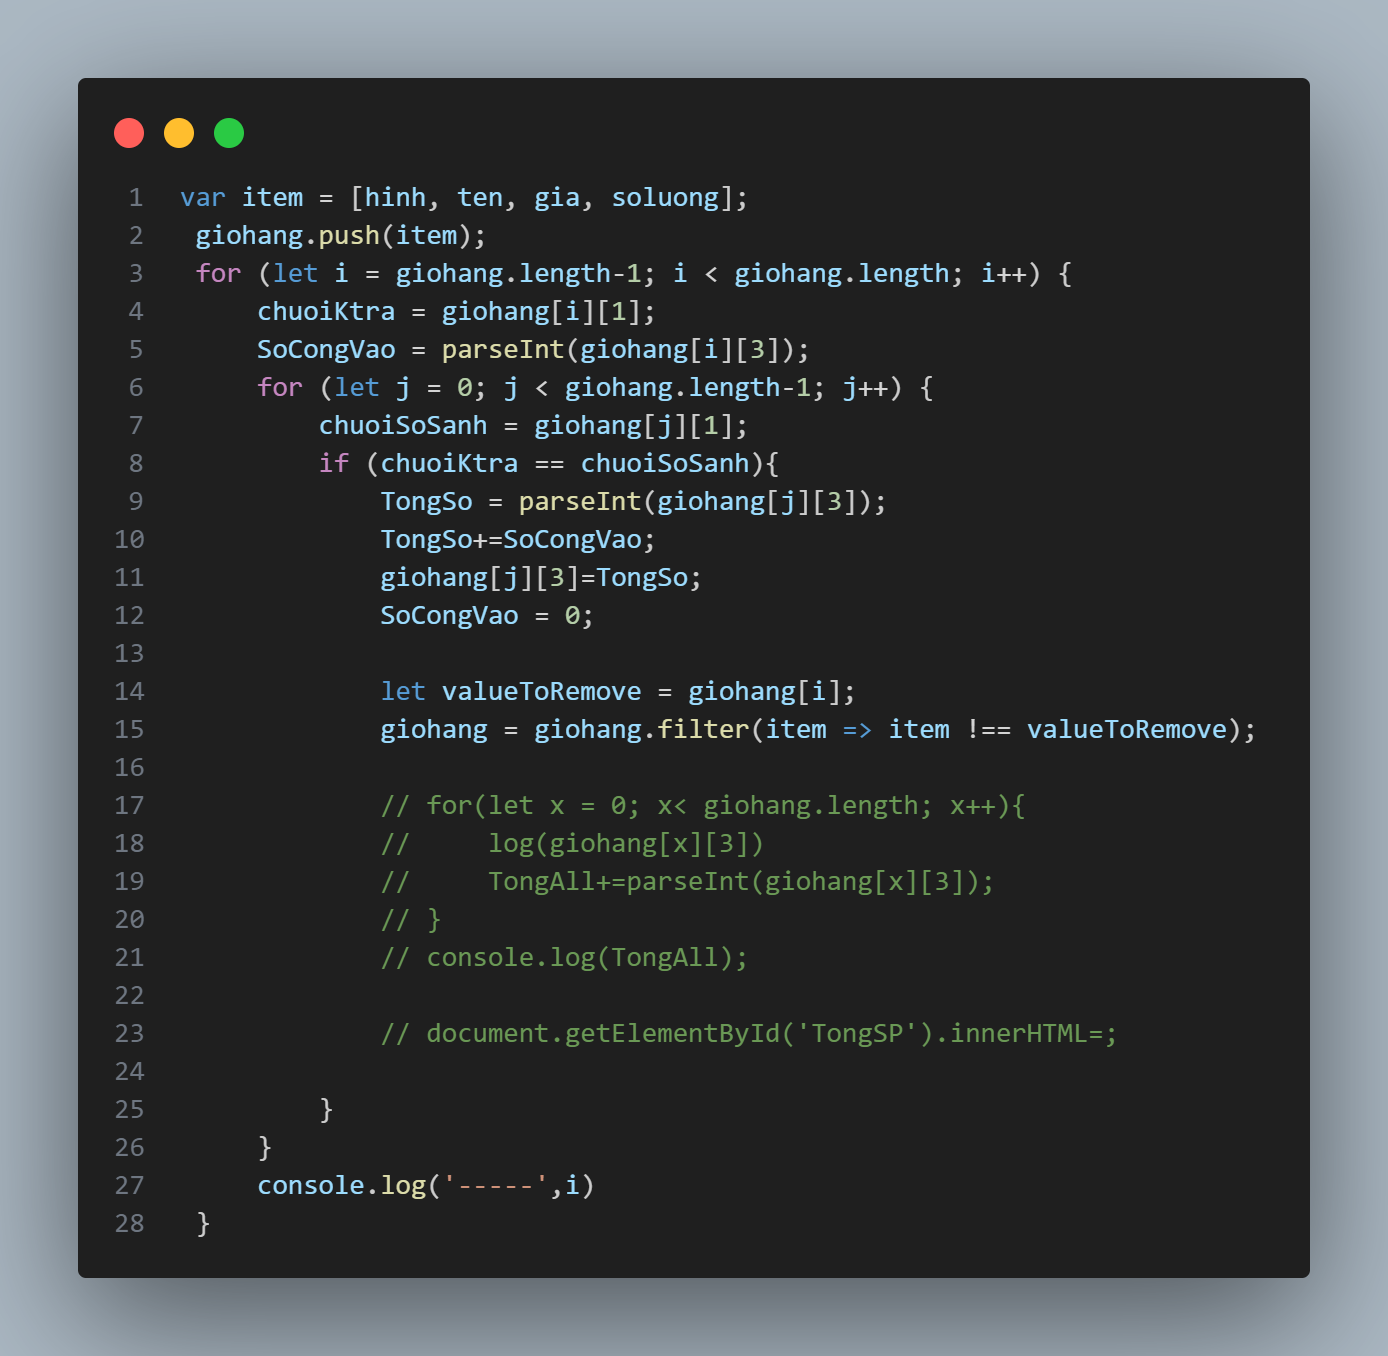 1 var item = [hinh, ten, gia, soluong];
2 giohang.push(item);
3 for (let i = giohang.length-1; i < giohang.length; i++) {
4 chuoiKtra = giohang[i][1];
5 SoCongVao = parseInt(giohang[i][3]);
6 for (let j = 0; j < giohang.length-1; j++) {
7 chuoiSoSanh = giohang[j][1];
8 if (chuoiKtra == chuoiSoSanh){
9 TongSo = parseInt(giohang[j][3]);
10 TongSo+=SoCongVao;
11 giohang[j][3]=TongSo;
12 SoCongVao = 0;
13
14 let valueToRemove = giohang[i];
15 giohang = giohang.filter(item => item !== valueToRemove);
16
17 // for(let x = 0; x< giohang.length; x++){
18 //     log(giohang[x][3])
19 //     TongAll+=parseInt(giohang[x][3]);
20 // }
21 // console.log(TongAll);
22
23 // document.getElementById('TongSP').innerHTML=;
24
25 }
26 }
27 console.log('-----',i)
28 }